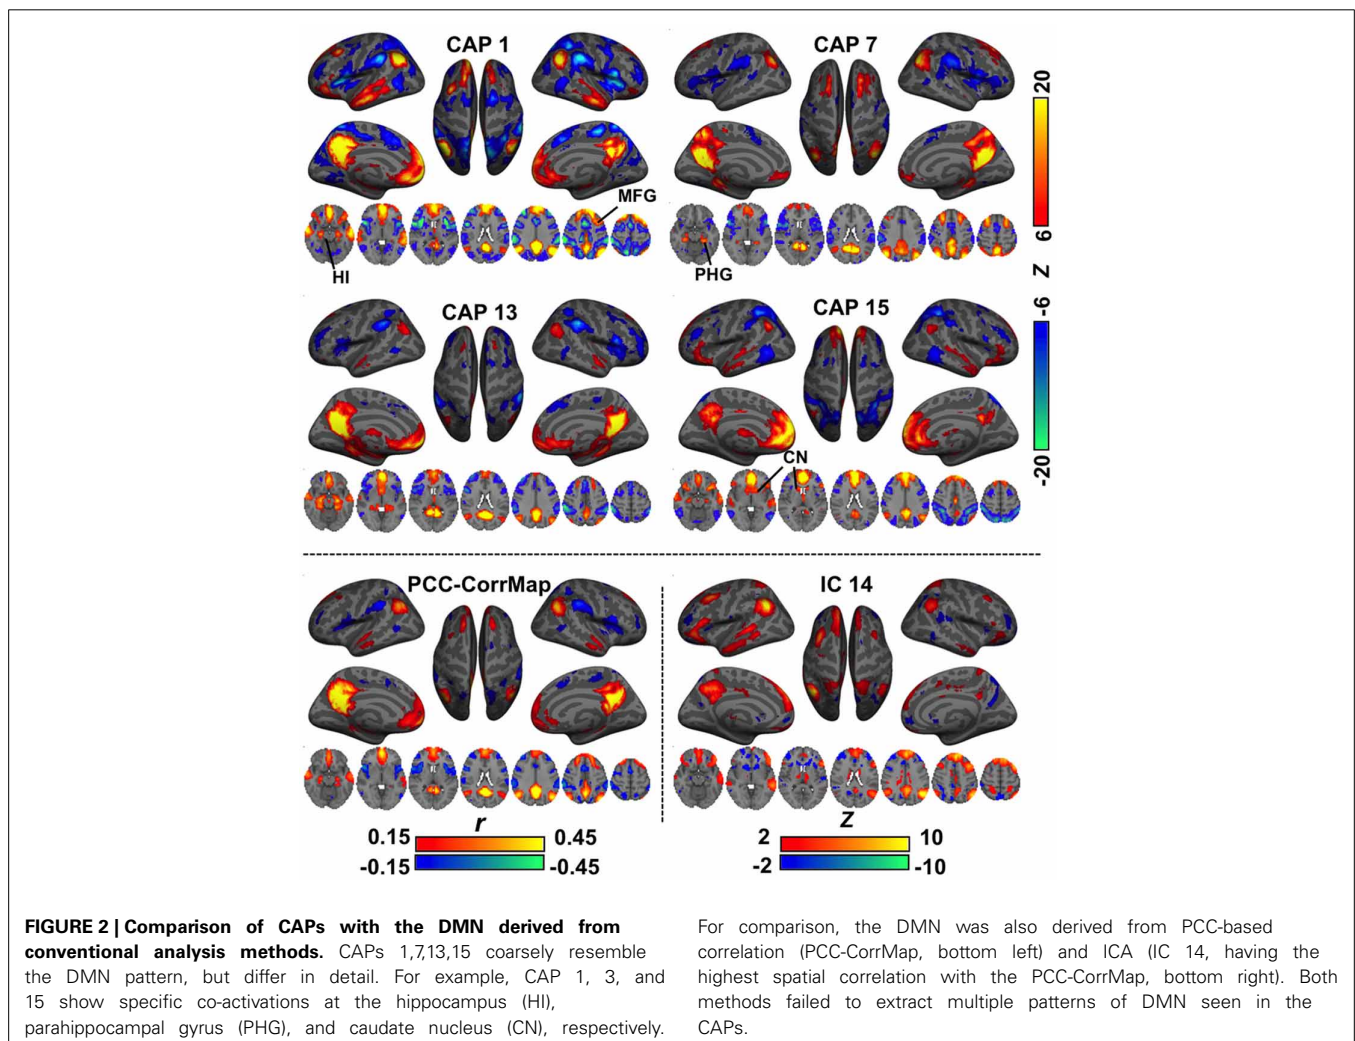 CAP 1
CAP 7
MFG
HI
PHG
20
6
Z
-6
-20
CAP 13
CAP 15
CN
PCC-CorrMap
IC 14
r
0.15
0.45
-0.15
-0.45
Z
2
10
-2
-10
FIGURE 2 | Comparison of CAPs with the DMN derived from
conventional analysis methods. CAPs 1,7,13,15 coarsely resemble
the DMN pattern, but differ in detail. For example, CAP 1, 3, and
15 show specific co-activations at the hippocampus (HI),
parahippocampal gyrus (PHG), and caudate nucleus (CN), respectively.
For comparison, the DMN was also derived from PCC-based
correlation (PCC-CorrMap, bottom left) and ICA (IC 14, having the
highest spatial correlation with the PCC-CorrMap, bottom right). Both
methods failed to extract multiple patterns of DMN seen in the
CAPs.